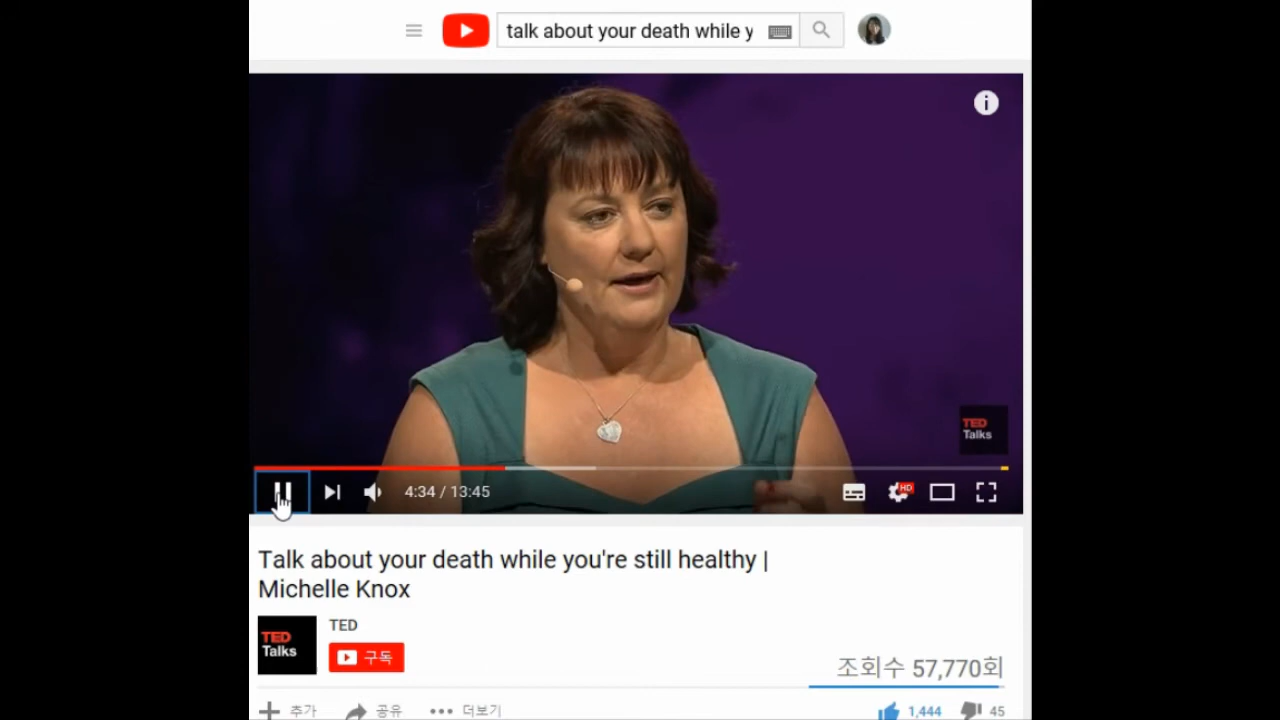 talk about your death while y
TED
Talks
HD
4:34 / 13:45
Talk about your death while you're still healthy |
Michelle Knox
TED
Talks
TED
구독
조회수 57,770회
추가
공유
더보기
1,444
45